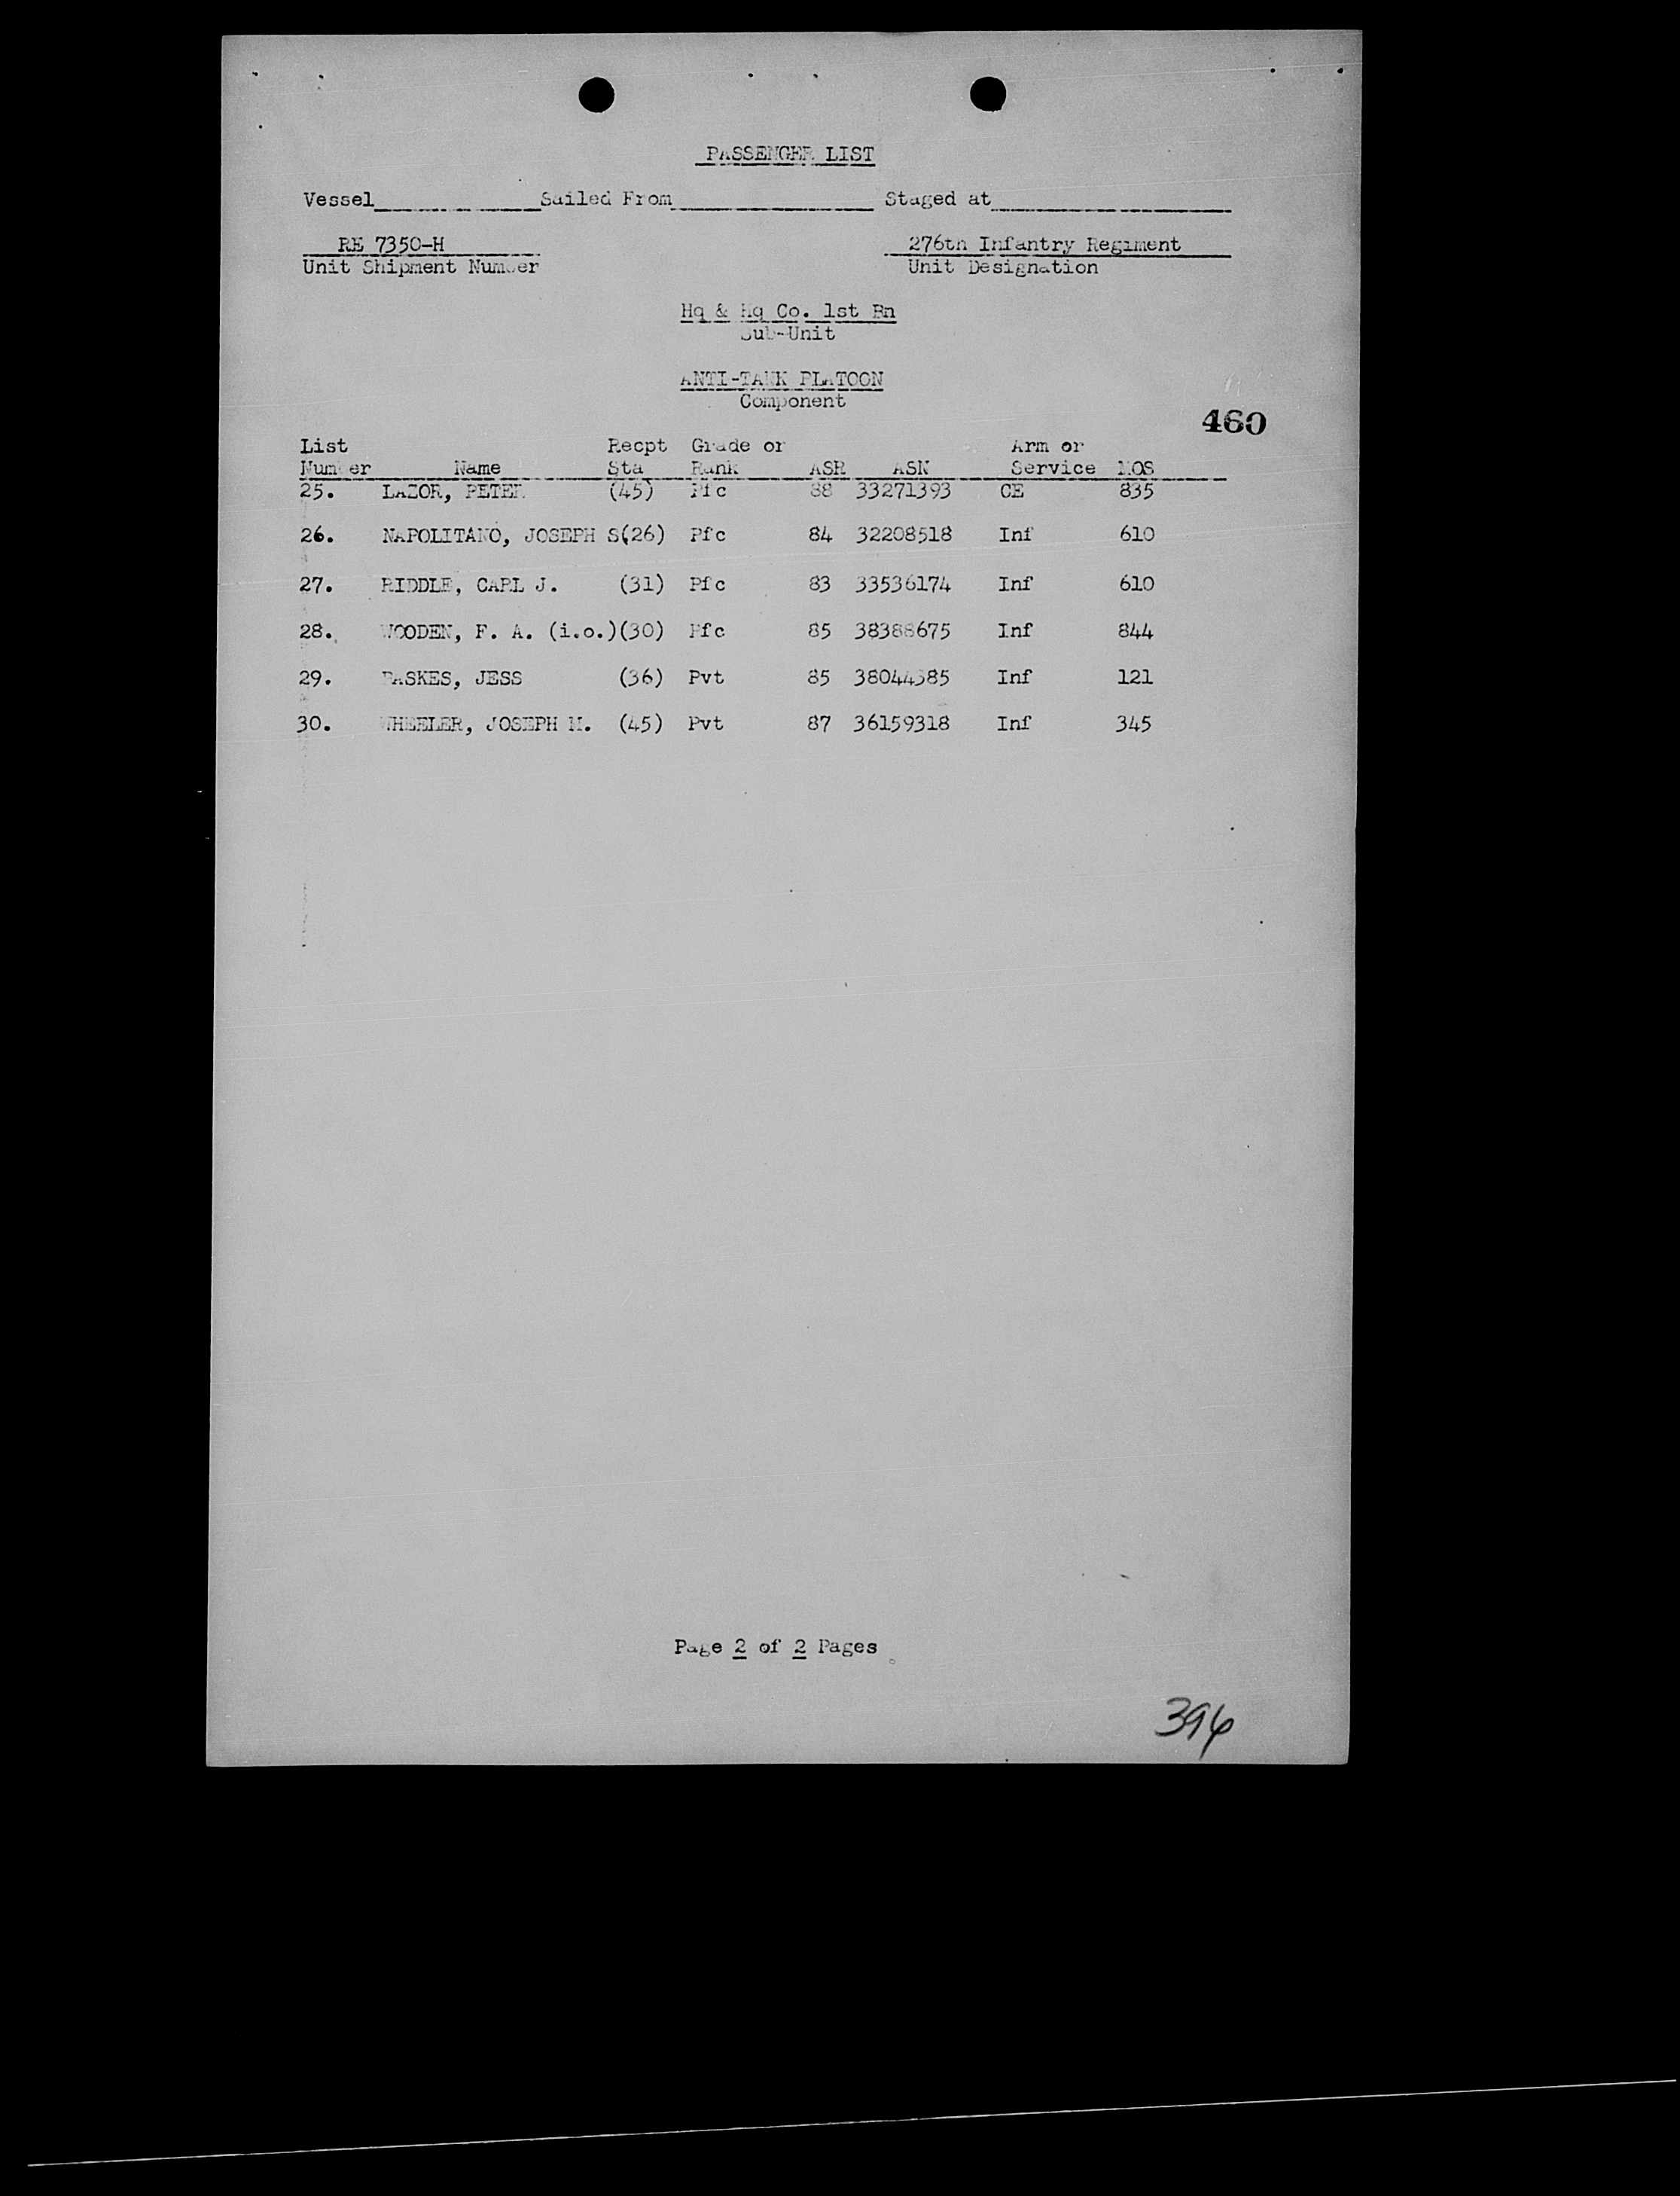 PASSENGER LIST
Vessel Sailed From Staged at
RE 7350-H 276th Infantry Regiment
Unit Shipment Number Unit Designation
Hq & Hq Co. 1st Bn
Sub-Unit
ANTI-TANK PLATOON
Component
460
List Recpt Grade or Arm or
Number Name Sta Rank ASR ASN Service MOS
25. LAZOR, PETER (45) Pfc 88 33271393 CE 835
26. NAPOLITANO, JOSEPH S(26) Pfc 84 32208518 Inf 610
27. RIDDLE, CARL J. (31) Pfc 83 33536174 Inf 610
28. WOODEN, F. A. (i.o.)(30) Pfc 85 38388675 Inf 844
29. JESS (36) Pvt 85 Inf 121
30. WHEELER, JOSEPH M. (45) Pvt 87 36159318 Inf 345
Page 2 of 2 Pages
396